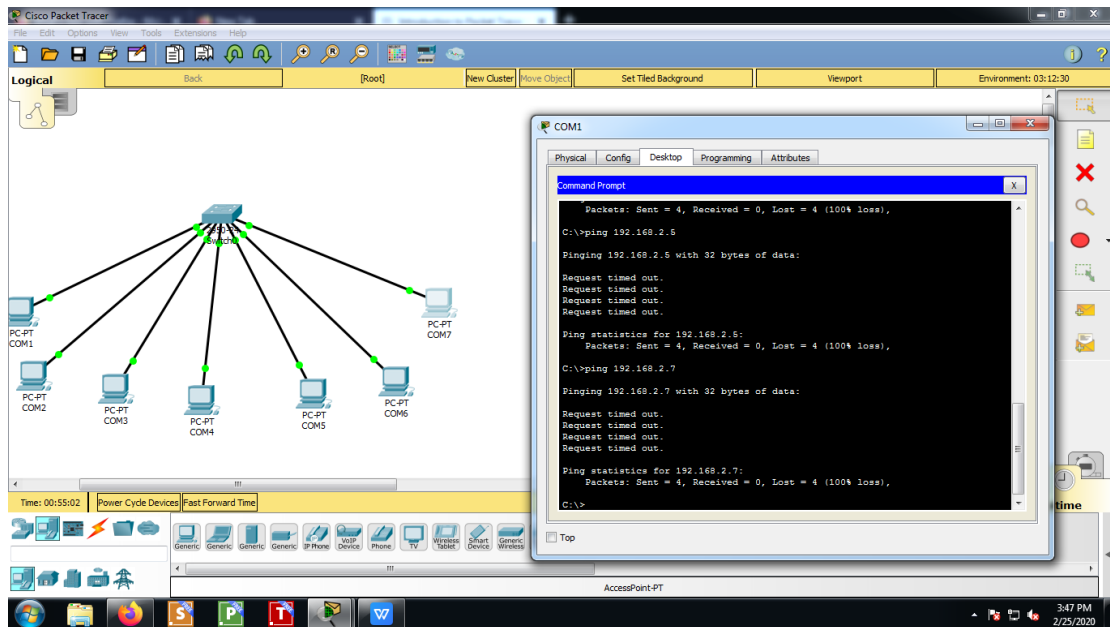 Cisco Packet Tracer
File Edit Options View Tools Extensions Help
Logical Back [Root] New Cluster Move Object Set Tiled Background Viewport Environment: 03:12:30
COM1
Physical Config Desktop Programming Attributes
Command Prompt X
Packets: Sent = 4, Received = 0, Lost = 4 (100% loss),
C:\>ping 192.168.2.5
Pinging 192.168.2.5 with 32 bytes of data:
Request timed out.
Request timed out.
Request timed out.
Request timed out.
Ping statistics for 192.168.2.5:
Packets: Sent = 4, Received = 0, Lost = 4 (100% loss),
C:\>ping 192.168.2.7
Pinging 192.168.2.7 with 32 bytes of data:
Request timed out.
Request timed out.
Request timed out.
Request timed out.
Ping statistics for 192.168.2.7:
Packets: Sent = 4, Received = 0, Lost = 4 (100% loss),
C:\>
Top
PC-PT
COM1
PC-PT
COM2
PC-PT
COM3
PC-PT
COM4
PC-PT
COM5
PC-PT
COM6
PC-PT
COM7
Time: 00:55:02 Power Cycle Devices Fast Forward Time
time
Generic Generic Generic Generic IP Phone VoIP Device Phone TV Wireless Tablet Smart Device Generic Wireless
AccessPoint-PT
S P T W
3:47 PM
2/25/2020